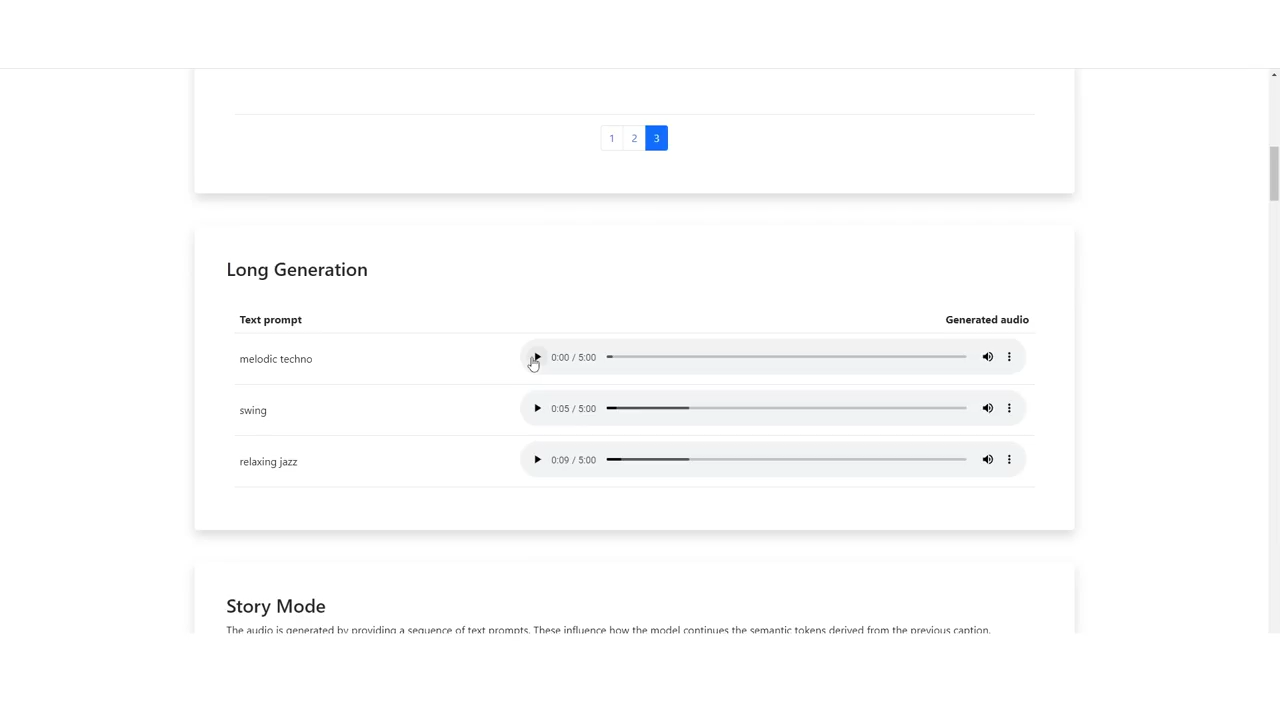 1 2 3
Long Generation
Text prompt Generated audio
melodic techno 0:00 / 5:00
swing 0:05 / 5:00
relaxing jazz 0:09 / 5:00
Story Mode
The audio is generated by providing a sequence of text prompts. These influence how the model continues the semantic tokens derived from the previous caption.